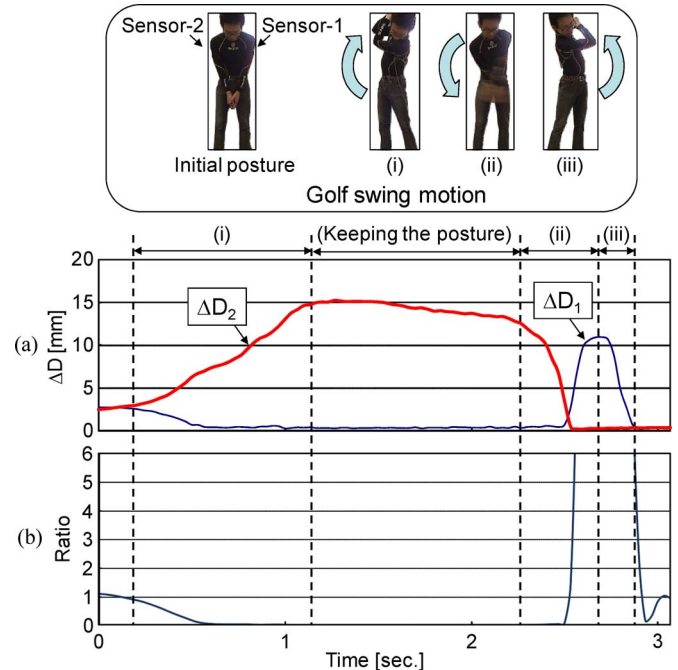 Sensor-2 Sensor-1
Initial posture
(i) (ii) (iii)
Golf swing motion
(i) (Keeping the posture) (ii) (iii)
20
15
10
5
0
ΔD [mm]
(a)
ΔD₂
ΔD₁
6
5
4
3
2
1
0
Ratio
(b)
0 1 2 3
Time [sec.]